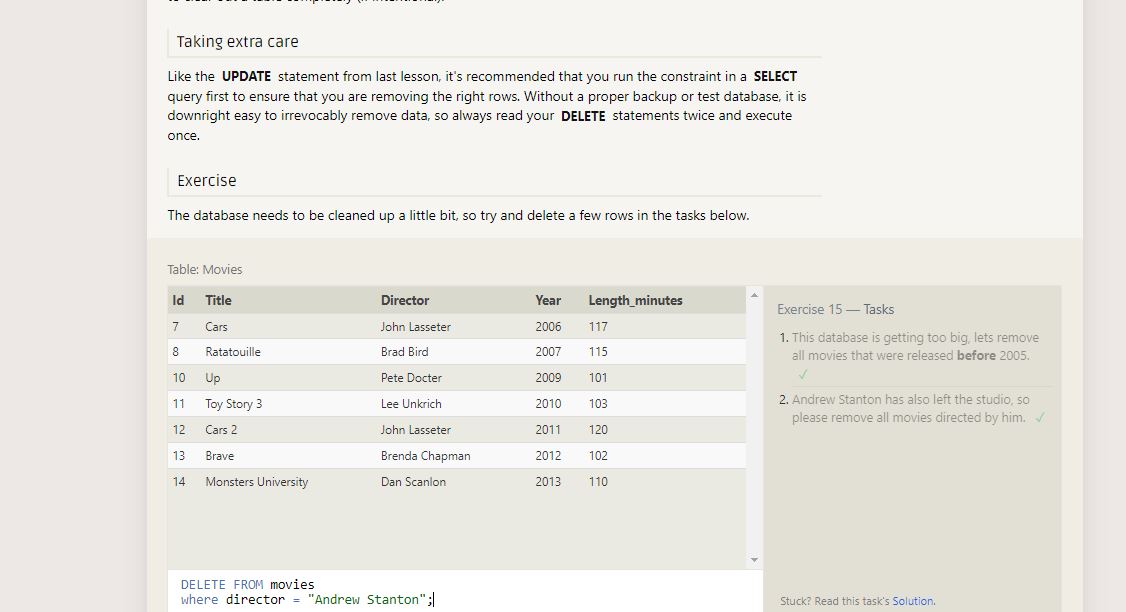 Taking extra care
Like the UPDATE statement from last lesson, it's recommended that you run the constraint in a SELECT
query first to ensure that you are removing the right rows. Without a proper backup or test database, it is
downright easy to irrevocably remove data, so always read your DELETE statements twice and execute
once.
Exercise
The database needs to be cleaned up a little bit, so try and delete a few rows in the tasks below.
Table: Movies
Id Title Director Year Length_minutes
7 Cars John Lasseter 2006 117
8 Ratatouille Brad Bird 2007 115
10 Up Pete Docter 2009 101
11 Toy Story 3 Lee Unkrich 2010 103
12 Cars 2 John Lasseter 2011 120
13 Brave Brenda Chapman 2012 102
14 Monsters University Dan Scanlon 2013 110
DELETE FROM movies
where director = "Andrew Stanton";
Exercise 15 — Tasks
1. This database is getting too big, lets remove
all movies that were released before 2005.
✓
2. Andrew Stanton has also left the studio, so
please remove all movies directed by him. ✓
Stuck? Read this task's Solution.